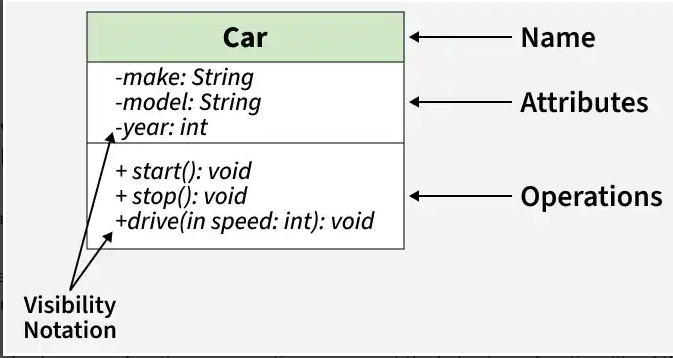 Car
Name
-make: String
-model: String
-year: int
Attributes
+ start(): void
+ stop(): void
+drive(in speed: int): void
Operations
Visibility
Notation